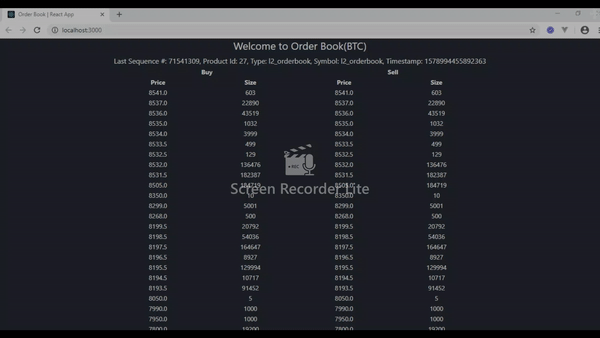 Order Book | React App
localhost:3000
Welcome to Order Book(BTC)
Last Sequence #: 71541309, Product Id: 27, Type: l2_orderbook, Symbol: l2_orderbook, Timestamp: 1578994455892363
Buy Sell
Price Size Price Size
8541.0 603 8541.0 603
8537.0 22890 8537.0 22890
8536.0 43519 8536.0 43519
8535.0 1032 8535.0 1032
8534.0 3999 8534.0 3999
8533.5 499 8533.5 499
8532.5 129 8532.5 129
8532.0 136476 8532.0 136476
REC
8531.5 182387 8531.5 182387
8505.0 184719 8505.0 184719
Screen Recorder Lite
8350.0 10 8350.0 10
8299.0 5001 8299.0 5001
8268.0 500 8268.0 500
8199.5 20792 8199.5 20792
8198.5 54036 8198.5 54036
8197.5 164647 8197.5 164647
8196.5 8927 8196.5 8927
8195.5 129994 8195.5 129994
8194.5 10717 8194.5 10717
8193.5 91452 8193.5 91452
8050.0 5 8050.0 5
7990.0 1000 7990.0 1000
7950.0 1000 7950.0 1000
7800.0 19200 7800.0 19200